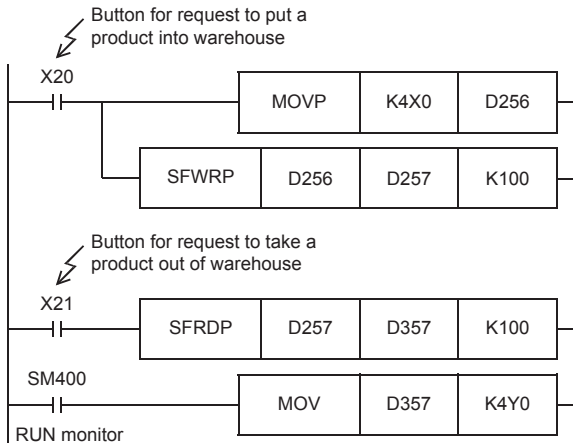 Button for request to put a
product into warehouse
X20
MOVP K4X0 D256
SFWRP D256 D257 K100
Button for request to take a
product out of warehouse
X21
SFRDP D257 D357 K100
SM400
MOV D357 K4Y0
RUN monitor